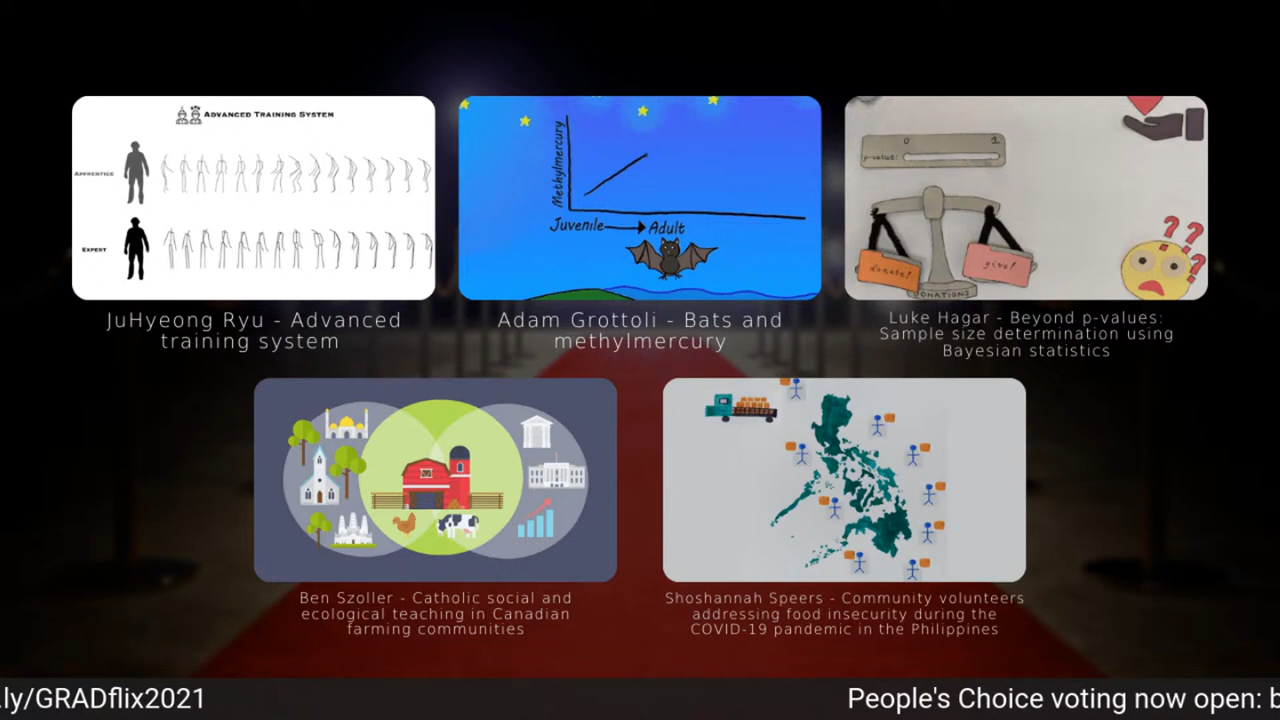 ADVANCED TRAINING SYSTEM
APPRENTICE
EXPERT
Methylmercury
Juvenile
Adult
0
1
p-value:
donate!
give!
DONATIONS
? ?
?
JuHyeong Ryu - Advanced
training system
Adam Grottoli - Bats and
methylmercury
Luke Hagar - Beyond p-values:
Sample size determination using
Bayesian statistics
Ben Szoller - Catholic social and
ecological teaching in Canadian
farming communities
Shoshannah Speers - Community volunteers
addressing food insecurity during the
COVID-19 pandemic in the Philippines
.ly/GRADflix2021
People's Choice voting now open: b